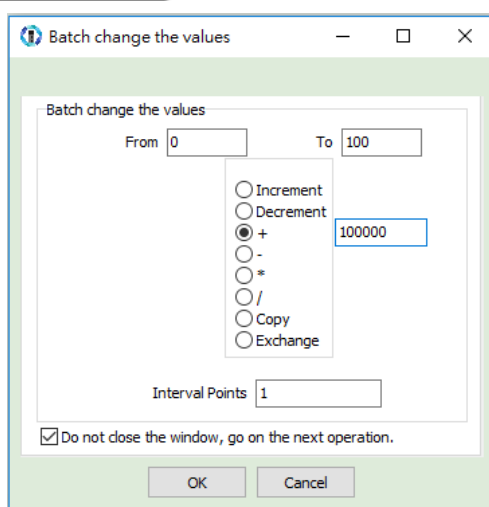 Batch change the values
Batch change the values
From 0 To 100
Increment
Decrement
+ 100000
-
*
/
Copy
Exchange
Interval Points 1
Do not close the window, go on the next operation.
OK Cancel